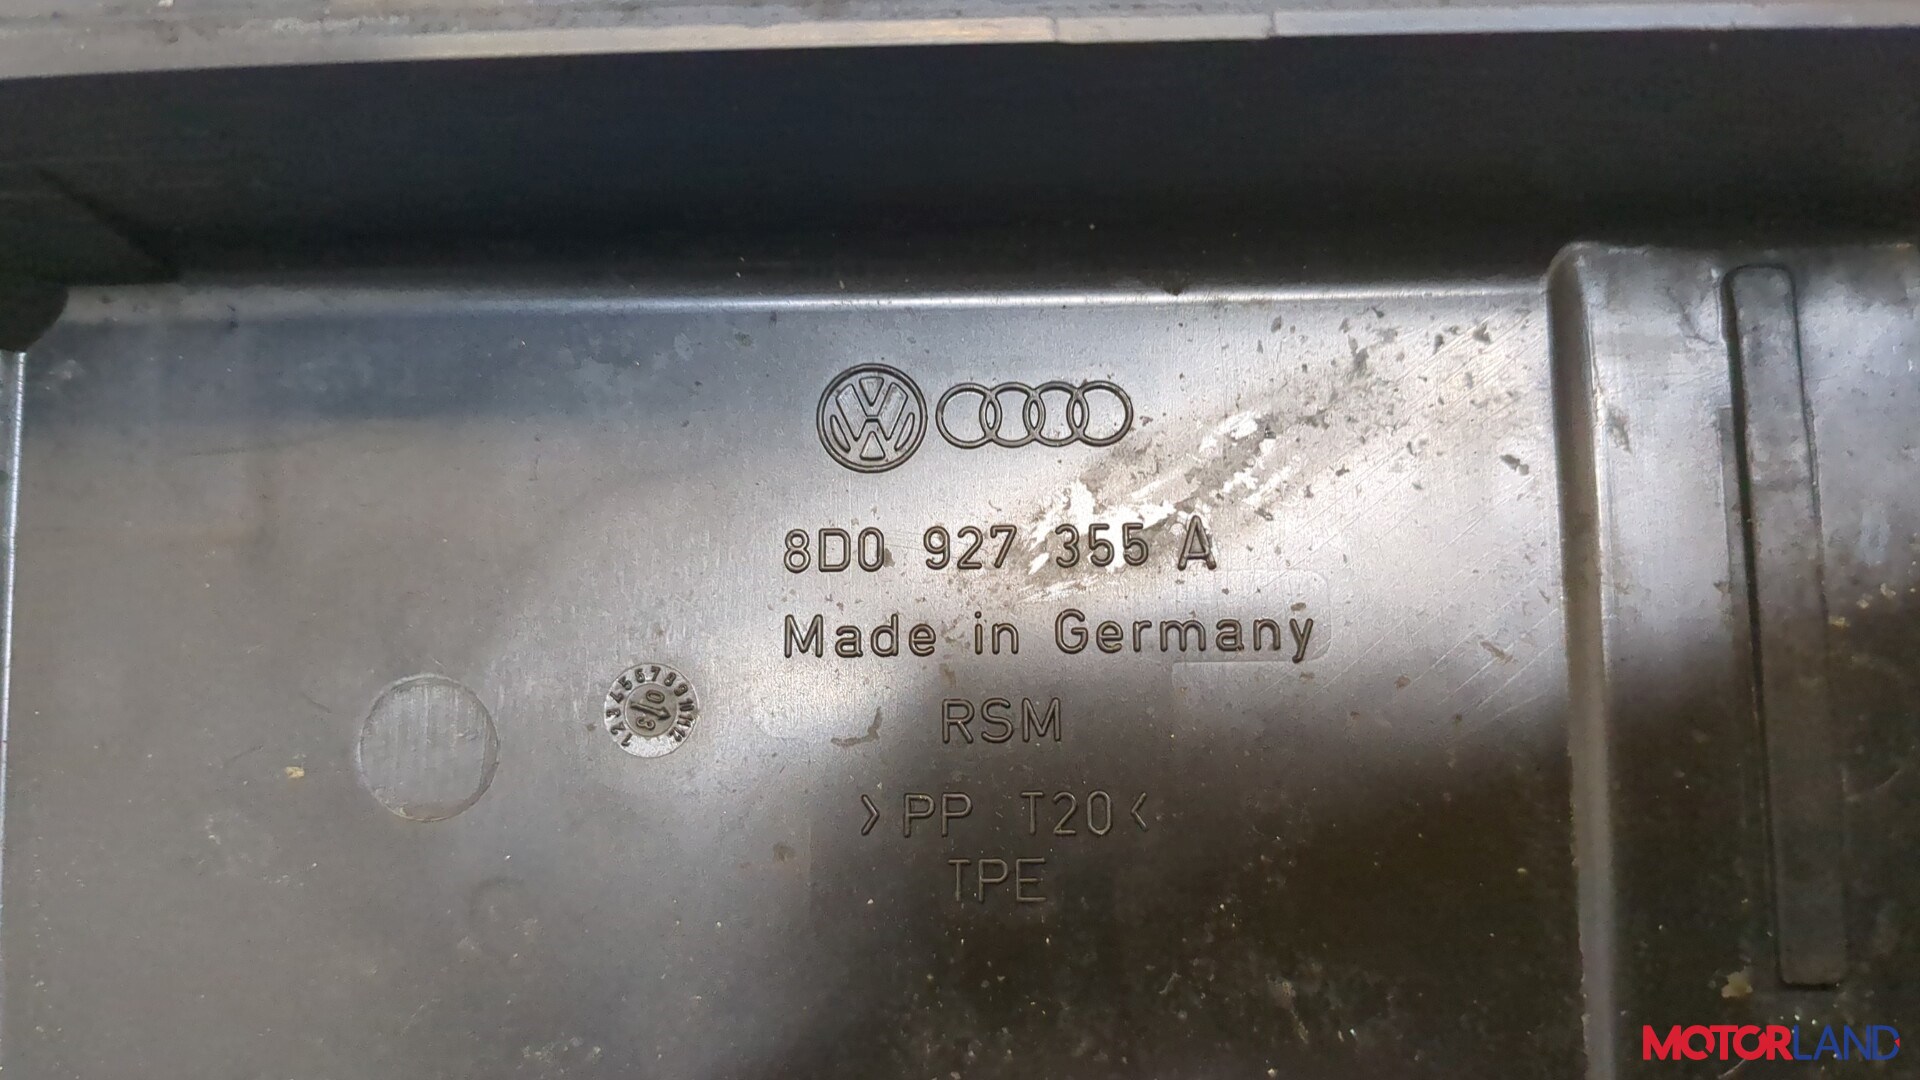 8D0 927 355 A
Made in Germany
RSM
>PP T20<
TPE
MOTORLAND